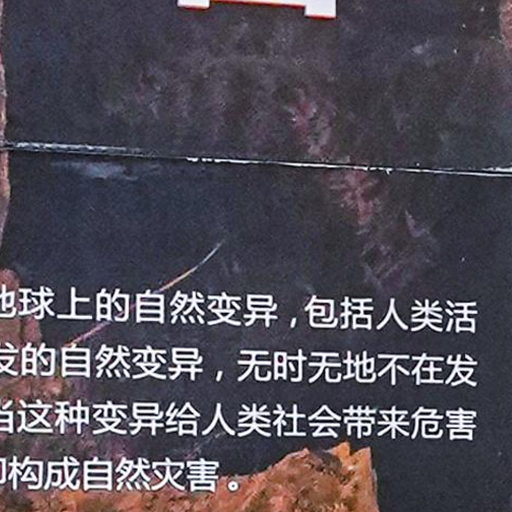 地球上的自然变异，包括人类活
发的自然变异，无时无地不在发
当这种变异给人类社会带来危害
即构成自然灾害。